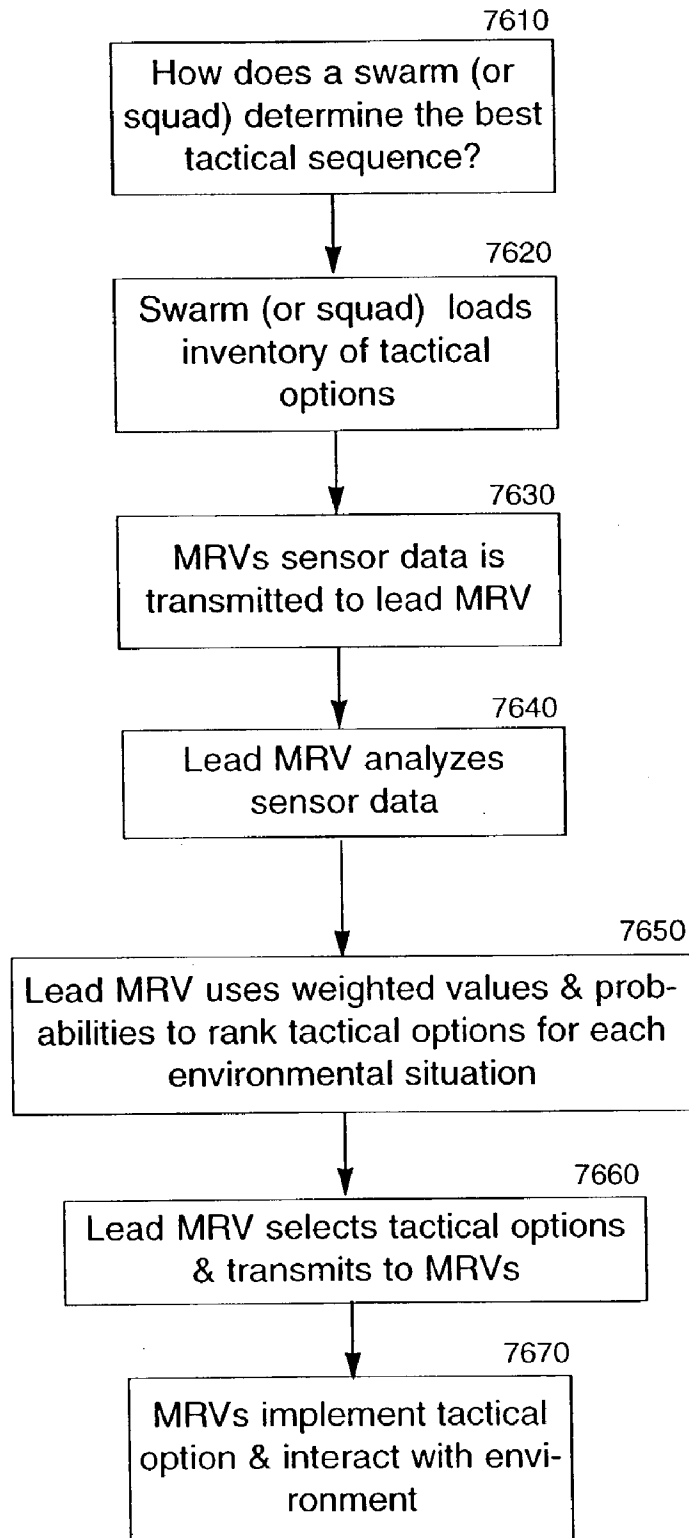 7610
How does a swarm (or
squad) determine the best
tactical sequence?
7620
Swarm (or squad) loads
inventory of tactical
options
7630
MRVs sensor data is
transmitted to lead MRV
7640
Lead MRV analyzes
sensor data
7650
Lead MRV uses weighted values & prob-
abilities to rank tactical options for each
environmental situation
7660
Lead MRV selects tactical options
& transmits to MRVs
7670
MRVs implement tactical
option & interact with envi-
ronment